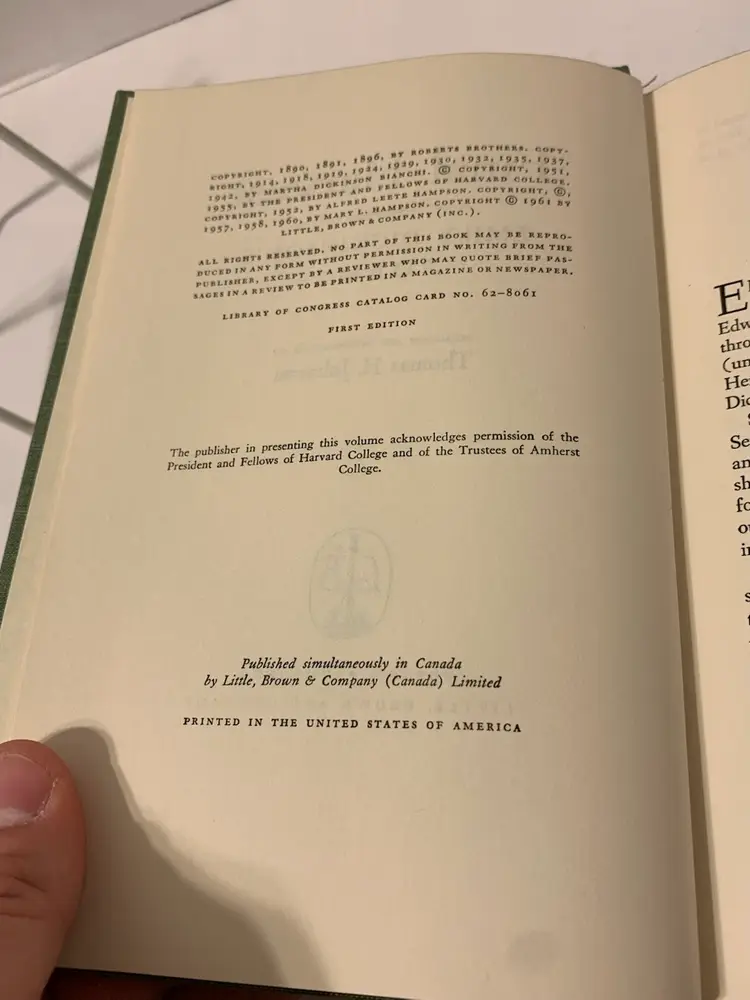 COPYRIGHT, 1890, 1891, 1896, BY ROBERTS BROTHERS. COPY-
RIGHT, 1914, 1918, 1919, 1924, 1929, 1930, 1932, 1935, 1937,
1942, BY MARTHA DICKINSON BIANCHI. © COPYRIGHT, 1951,
1955, BY THE PRESIDENT AND FELLOWS OF HARVARD COLLEGE.
COPYRIGHT, 1952, BY ALFRED LEETE HAMPSON. COPYRIGHT, ©,
1957, 1958, 1960, BY MARY L. HAMPSON. COPYRIGHT © 1961 BY
LITTLE, BROWN & COMPANY (INC.).
ALL RIGHTS RESERVED. NO PART OF THIS BOOK MAY BE REPRO-
DUCED IN ANY FORM WITHOUT PERMISSION IN WRITING FROM THE
PUBLISHER, EXCEPT BY A REVIEWER WHO MAY QUOTE BRIEF PAS-
SAGES IN A REVIEW TO BE PRINTED IN A MAGAZINE OR NEWSPAPER.
LIBRARY OF CONGRESS CATALOG CARD NO. 62-8061
FIRST EDITION
The publisher in presenting this volume acknowledges permission of the
President and Fellows of Harvard College and of the Trustees of Amherst
College.
Published simultaneously in Canada
by Little, Brown & Company (Canada) Limited
PRINTED IN THE UNITED STATES OF AMERICA